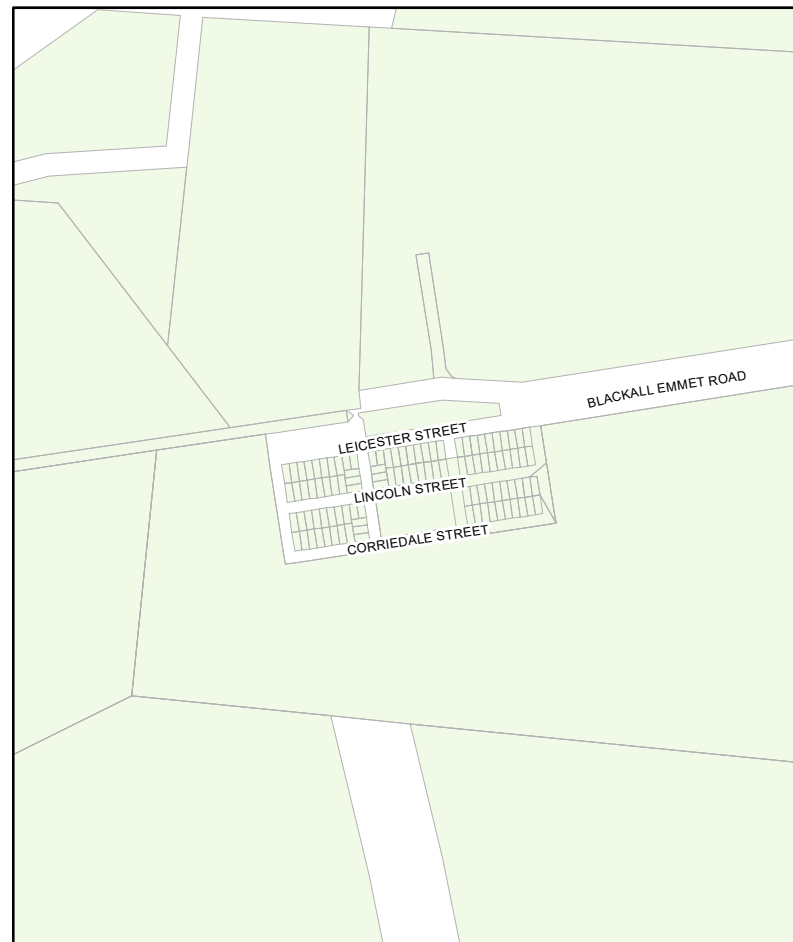 BLACKALL EMMET ROAD
LEICESTER STREET
LINCOLN STREET
CORRIEDALE STREET